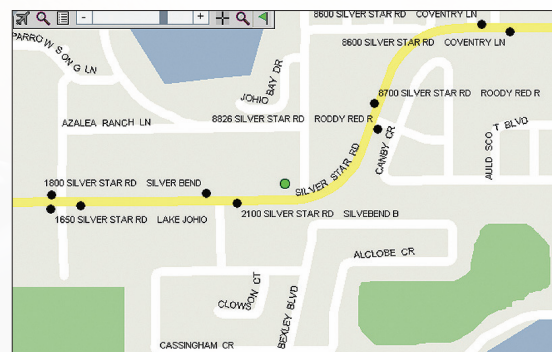 8600 SILVER STAR RD COVENTRY LN
PARROW SONG LN
8600 SILVER STAR RD COVENTRY LN
JOHIO BAY DR
8700 SILVER STAR RD RODDY RED R
AZALEA RANCH LN
8826 SILVER STAR RD RODDY RED R
CANBY CR
AULD SCO T BLVD
SILVER STAR RD
1800 SILVER STAR RD SILVER BEND
1650 SILVER STAR RD LAKE JOHIO
2100 SILVER STAR RD SILVEBEND B
ALCLOBE CR
CLOWSON CT
BEXLEY BLVD
CASSINGHAM CR